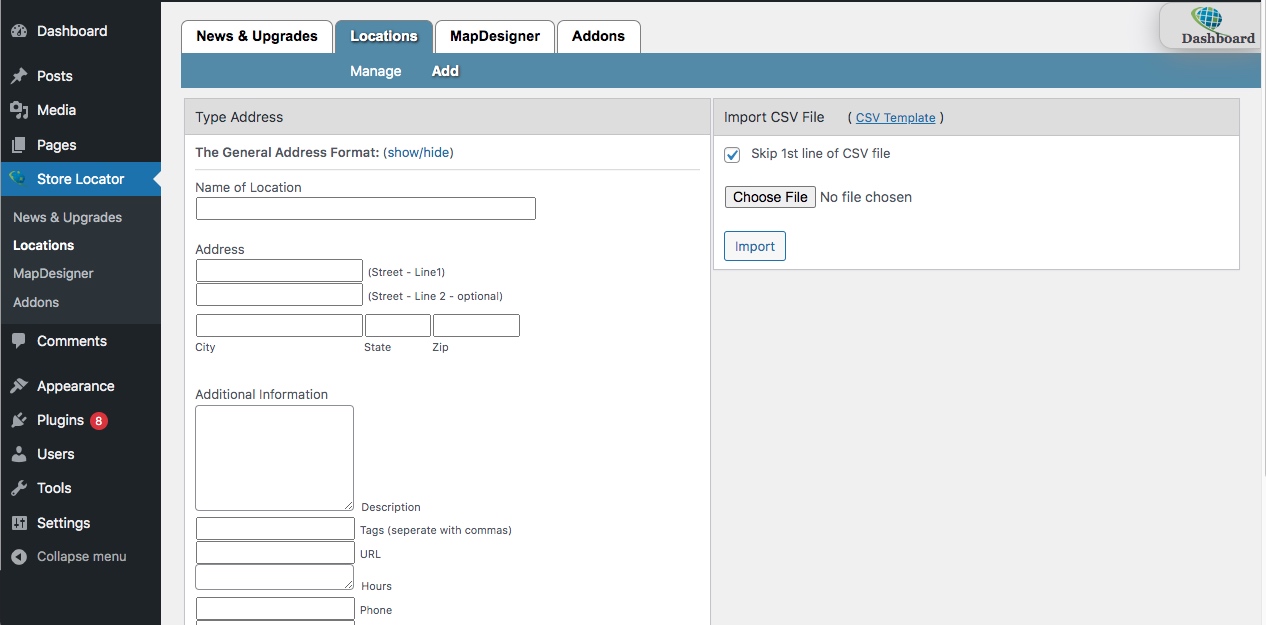 Dashboard
Posts
Media
Pages
Store Locator
News & Upgrades
Locations
MapDesigner
Addons
Comments
Appearance
Plugins 8
Users
Tools
Settings
Collapse menu
News & Upgrades Locations MapDesigner Addons
Dashboard
Manage Add
Type Address
The General Address Format: (show/hide)
Name of Location
Address
(Street - Line1)
(Street - Line 2 - optional)
City State Zip
Additional Information
Description
Tags (seperate with commas)
URL
Hours
Phone
Import CSV File ( CSV Template )
Skip 1st line of CSV file
Choose File No file chosen
Import